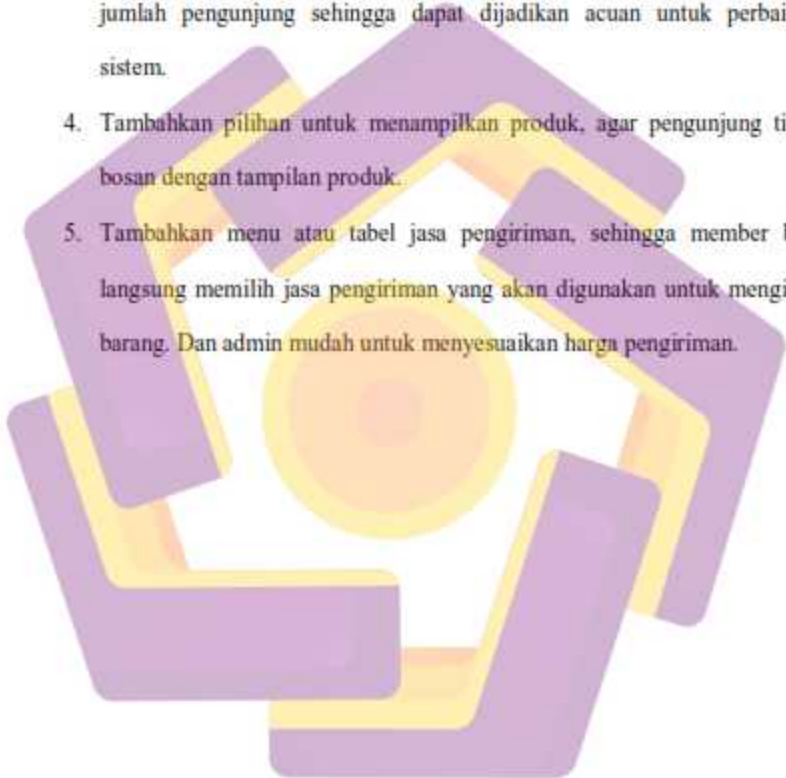 jumlah pengunjung sehingga dapat dijadikan acuan untuk perbai
sistem.
4. Tambahkan pilihan untuk menampilkan produk, agar pengunjung ti
bosan dengan tampilan produk.
5. Tambahkan menu atau tabel jasa pengiriman, sehingga member b
langsung memilih jasa pengiriman yang akan digunakan untuk mengi
barang. Dan admin mudah untuk menyesuaikan harga pengiriman.